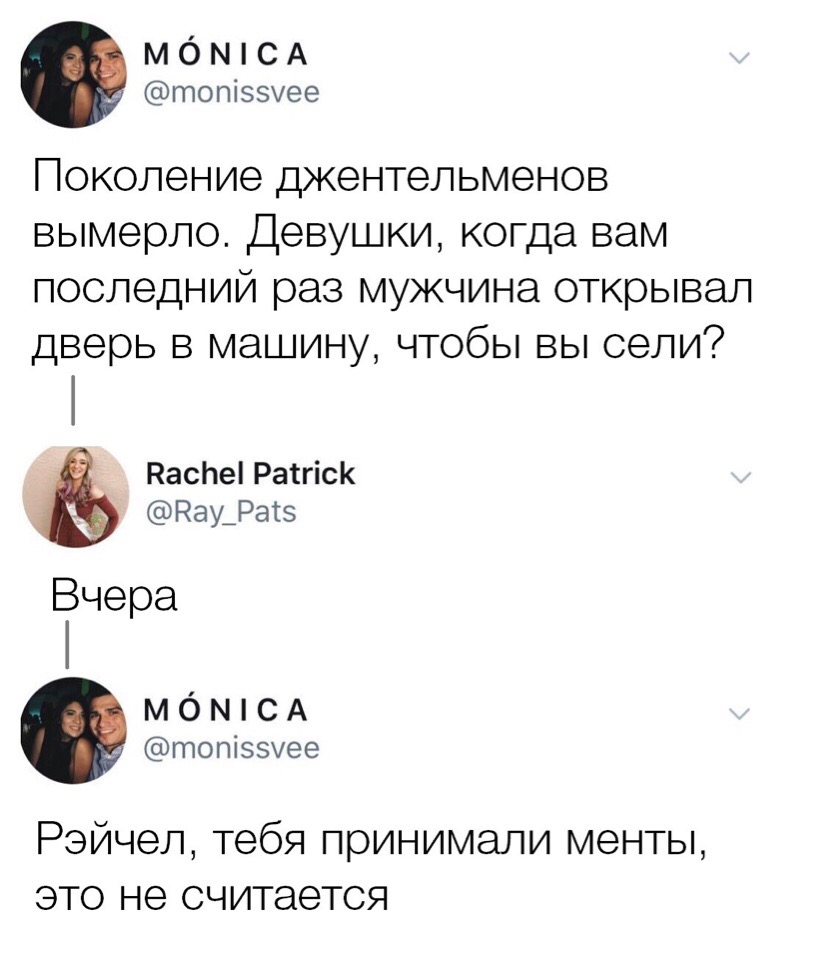 MÓNICA
@monissvee
Поколение джентельменов
вымерло. Девушки, когда вам
последний раз мужчина открывал
дверь в машину, чтобы вы сели?
Rachel Patrick
@Ray_Pats
Вчера
MÓNICA
@monissvee
Рэйчел, тебя принимали менты,
это не считается